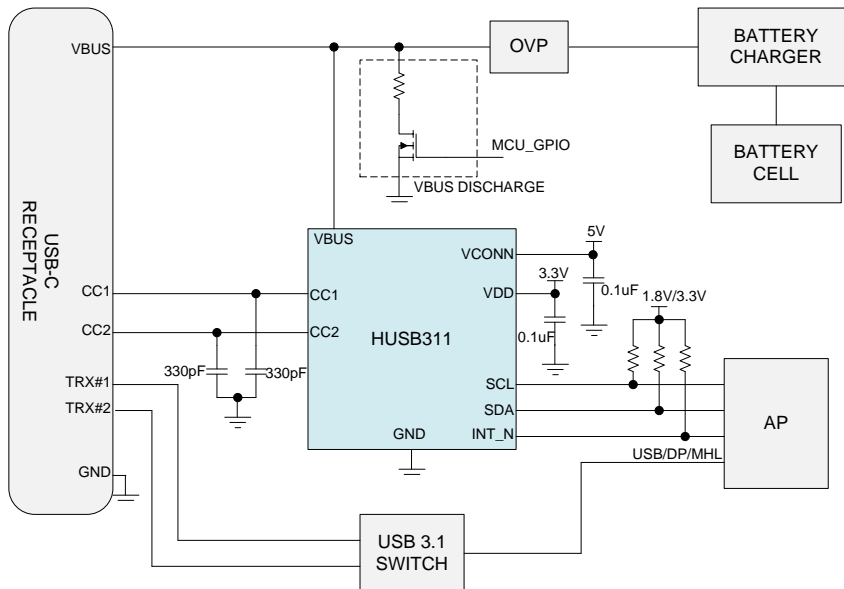 VBUS
OVP
BATTERY
CHARGER
BATTERY
CELL
MCU_GPIO
VBUS DISCHARGE
USB-C
RECEPTACLE
VBUS
VCONN
5V
0.1uF
CC1
CC1
VDD
3.3V
0.1uF
1.8V/3.3V
CC2
CC2
HUSB311
330pF
330pF
TRX#1
TRX#2
SCL
SDA
INT_N
AP
GND
GND
USB/DP/MHL
USB 3.1
SWITCH